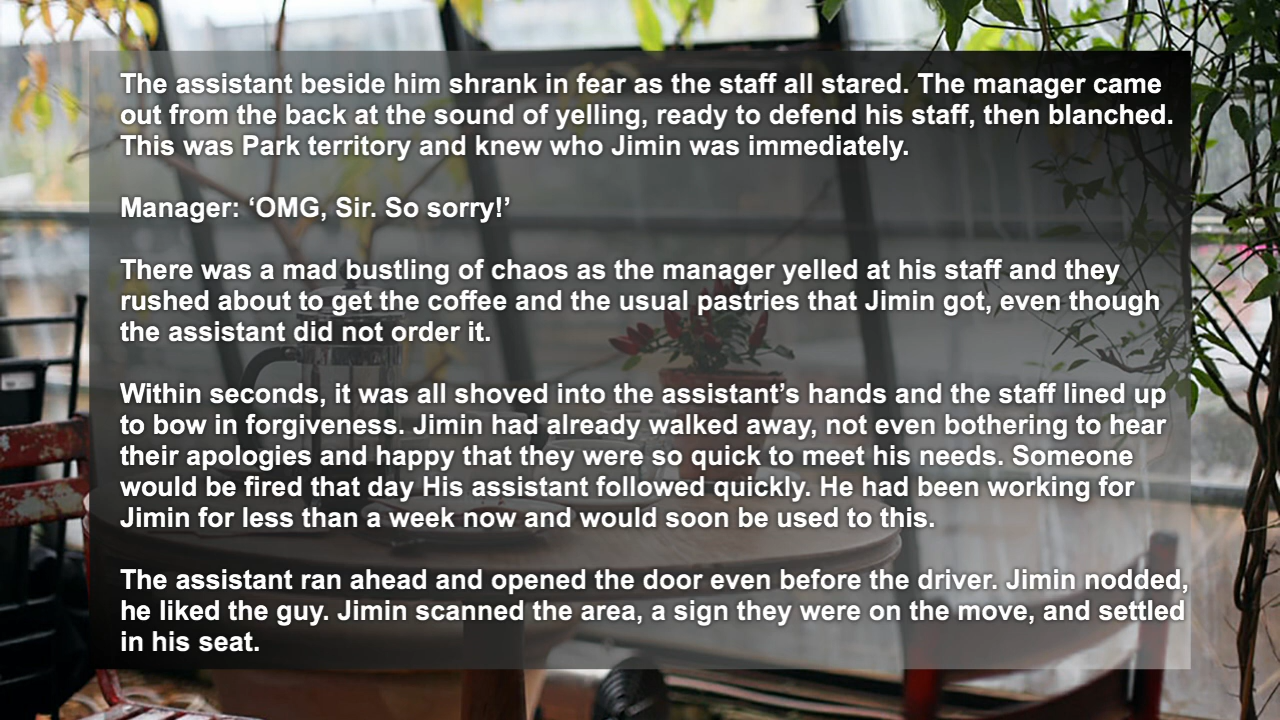 The assistant beside him shrank in fear as the staff all stared. The manager came
out from the back at the sound of yelling, ready to defend his staff, then blanched.
This was Park territory and knew who Jimin was immediately.
Manager: ‘OMG, Sir. So sorry!’
There was a mad bustling of chaos as the manager yelled at his staff and they
rushed about to get the coffee and the usual pastries that Jimin got, even though
the assistant did not order it.
Within seconds, it was all shoved into the assistant’s hands and the staff lined up
to bow in forgiveness. Jimin had already walked away, not even bothering to hear
their apologies and happy that they were so quick to meet his needs. Someone
would be fired that day His assistant followed quickly. He had been working for
Jimin for less than a week now and would soon be used to this.
The assistant ran ahead and opened the door even before the driver. Jimin nodded,
he liked the guy. Jimin scanned the area, a sign they were on the move, and settled
in his seat.